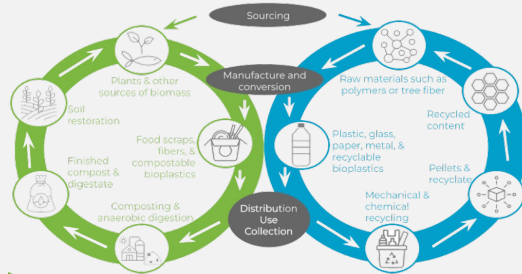 Sourcing
Plants & other
sources of biomass
Manufacture and
conversion
Raw materials such as
polymers or tree fiber
Soil
restoration
Recycled
content
Food scraps,
fibers, &
compostable
bioplastics
Plastic, glass,
paper, metal, &
recyclable
bioplastics
Finished
compost &
digestate
Pellets &
recyclate
Composting &
anaerobic digestion
Distribution
Use
Collection
Mechanical &
chemical
recycling